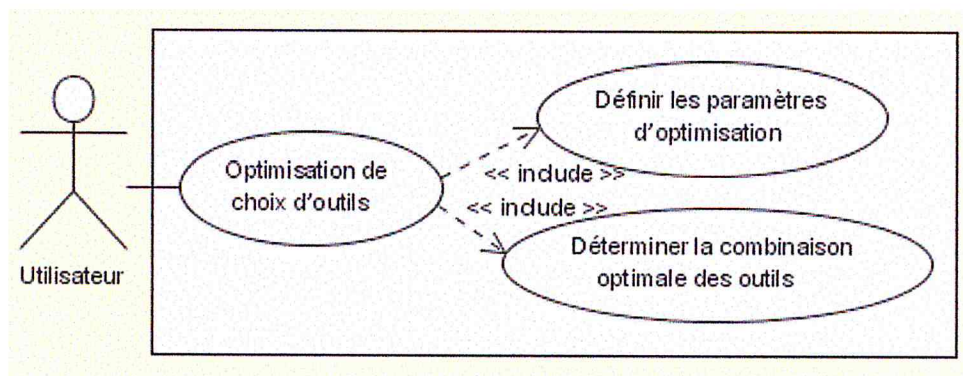 Définir les paramètres
d'optimisation
Optimisation de
choix d'outils
<< include >>
<< include >>
Déterminer la combinaison
optimale des outils
Utilisateur